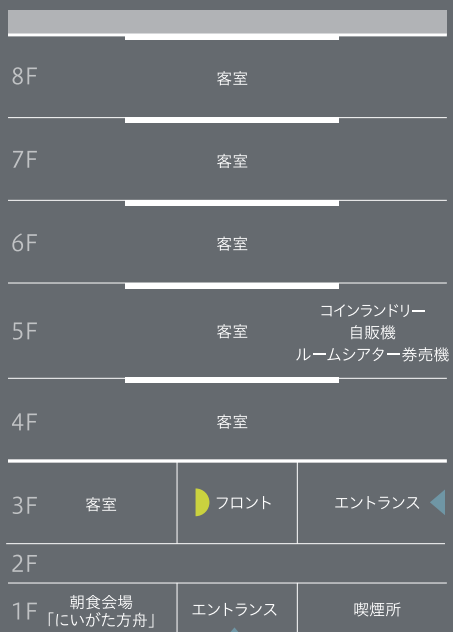 8F 客室
7F 客室
6F 客室
5F 客室
コインランドリー
自販機
ルームシアター券売機
4F 客室
3F 客室 フロント エントランス
2F
1F 朝食会場
「にいがた方舟」
エントランス
喫煙所